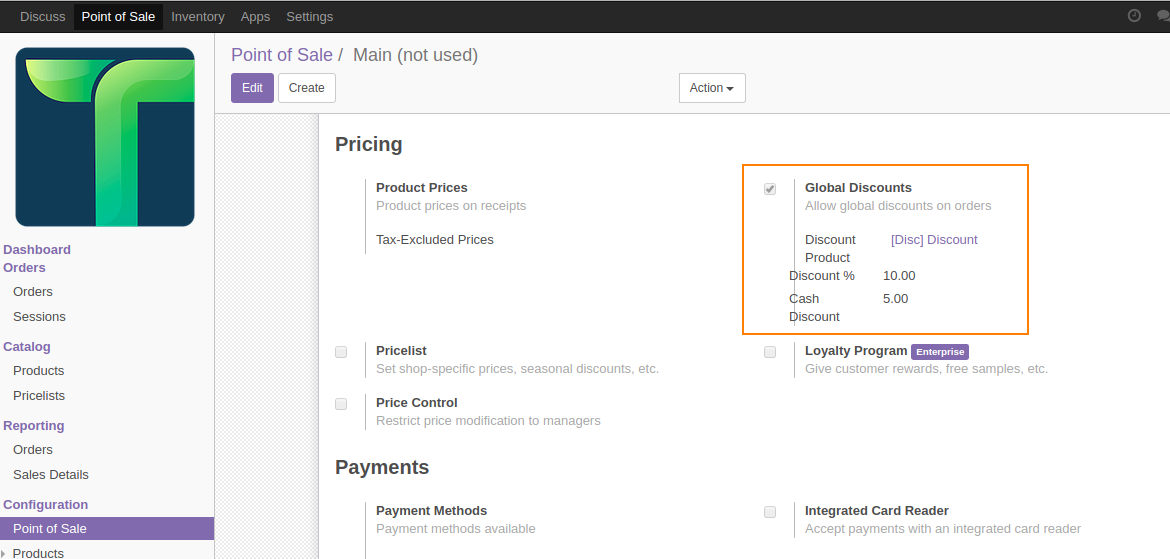 Discuss Point of Sale Inventory Apps Settings
Point of Sale / Main (not used)
Edit Create Action
Dashboard
Orders
Orders
Sessions
Catalog
Products
Pricelists
Reporting
Orders
Sales Details
Configuration
Point of Sale
Products
Pricing
Product Prices
Product prices on receipts
Tax-Excluded Prices
Global Discounts
Allow global discounts on orders
Discount Product
[Disc] Discount
Discount % 10.00
Cash Discount
5.00
Pricelist
Set shop-specific prices, seasonal discounts, etc.
Loyalty Program Enterprise
Give customer rewards, free samples, etc.
Price Control
Restrict price modification to managers
Payments
Payment Methods
Payment methods available
Integrated Card Reader
Accept payments with an integrated card reader